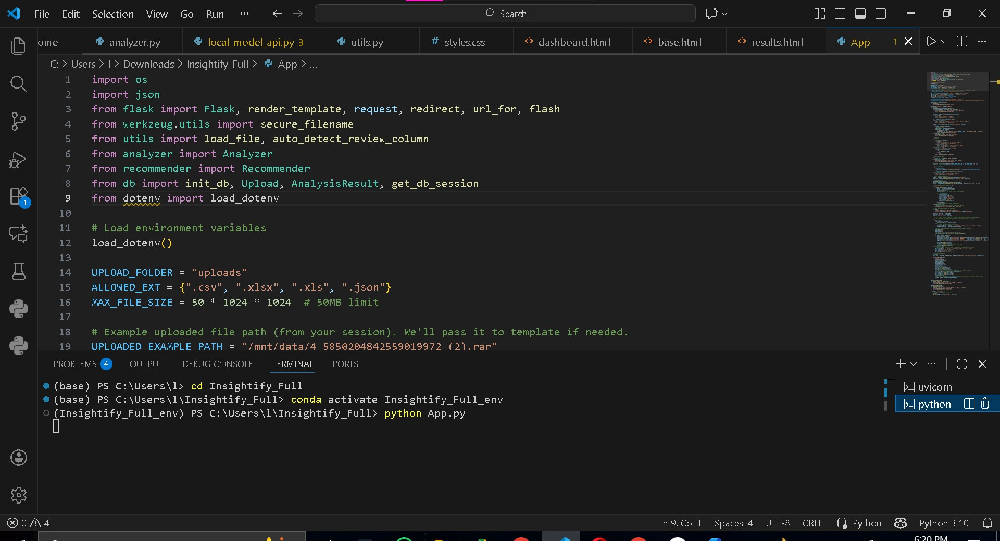 File Edit Selection View Go Run ··· Search
ome analyzer.py local_model_api.py 3 utils.py # styles.css <> dashboard.html <> base.html <> results.html App 1
C: > Users > l > Downloads > Insightify_Full > App > ...
1 import os
2 import json
3 from flask import Flask, render_template, request, redirect, url_for, flash
4 from werkzeug.utils import secure_filename
5 from utils import load_file, auto_detect_review_column
6 from analyzer import Analyzer
7 from recommender import Recommender
8 from db import init_db, Upload, AnalysisResult, get_db_session
9 from dotenv import load_dotenv
10
11 # Load environment variables
12 load_dotenv()
13
14 UPLOAD_FOLDER = "uploads"
15 ALLOWED_EXT = {".csv", ".xlsx", ".xls", ".json"}
16 MAX_FILE_SIZE = 50 * 1024 * 1024  # 50MB limit
17
18 # Example uploaded file path (from your session). We'll pass it to template if needed.
19 UPLOADED_EXAMPLE_PATH = "/mnt/data/4_5850204842559019972 (2).rar"
1
PROBLEMS 4 OUTPUT DEBUG CONSOLE TERMINAL PORTS
(base) PS C:\Users\l> cd Insightify_Full
(base) PS C:\Users\l\Insightify_Full> conda activate Insightify_Full_env
(Insightify_Full_env) PS C:\Users\l\Insightify_Full> python App.py
uvicorn
python
0 4 Ln 9, Col 1 Spaces: 4 UTF-8 CRLF {} Python Python 3.10
6:20 PM